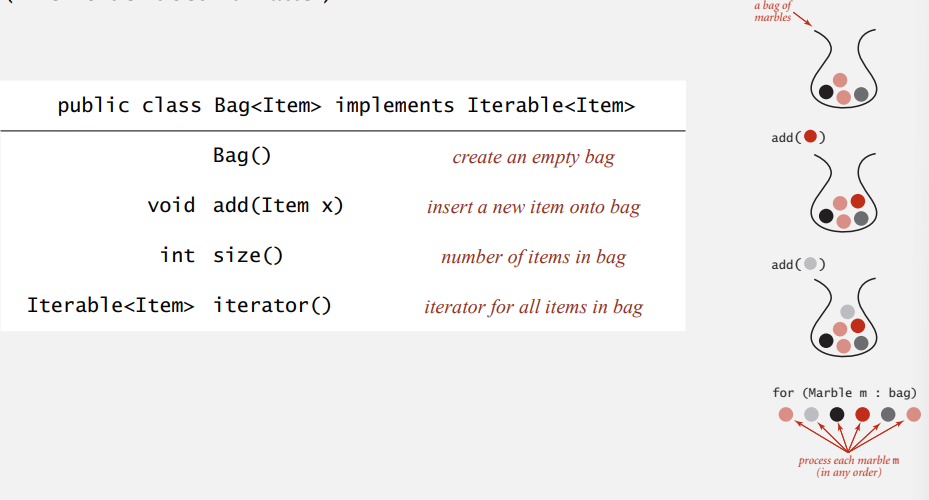 public class Bag<Item> implements Iterable<Item>
Bag() create an empty bag
void add(Item x) insert a new item onto bag
int size() number of items in bag
Iterable<Item> iterator() iterator for all items in bag
a bag of
marbles
add( )
add( )
for (Marble m : bag)
process each marble m
(in any order)